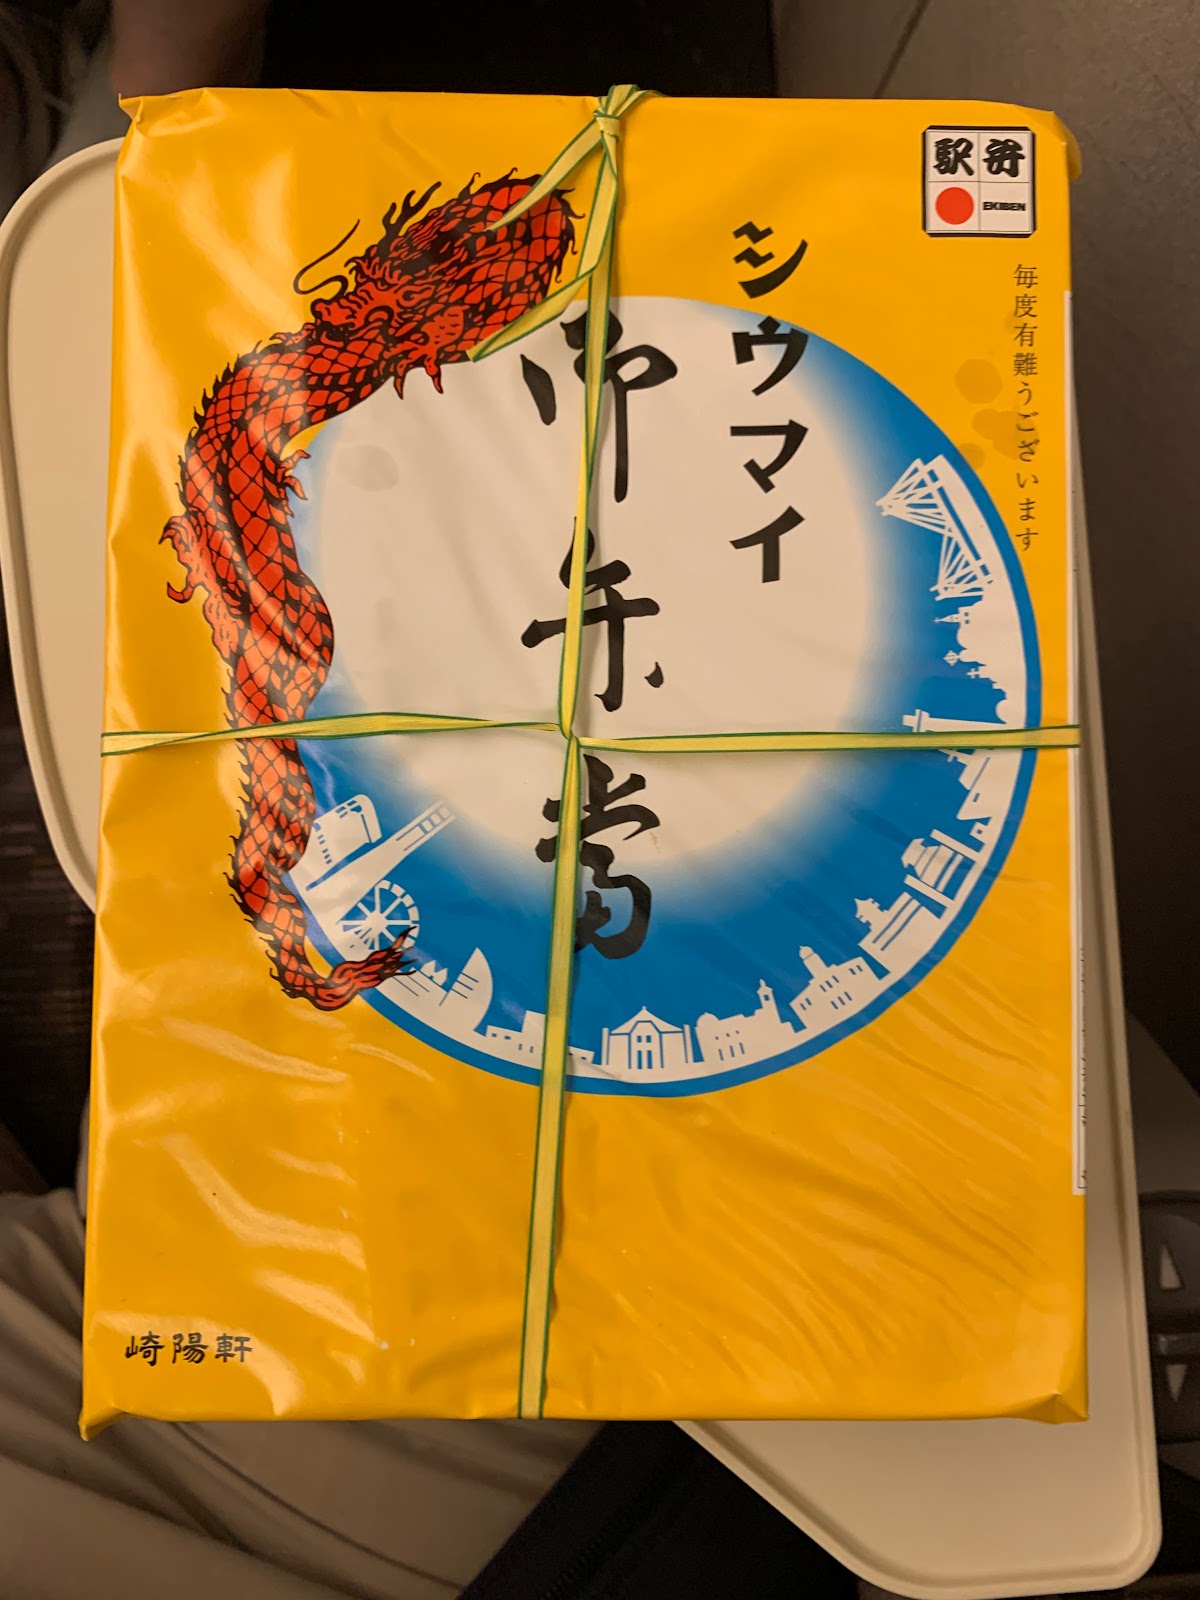 駅弁
EKIBEN
毎度有難うございます
シウマイ
御弁當
崎陽軒